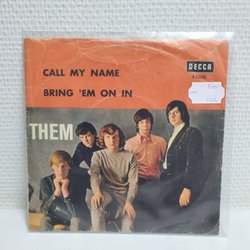 CALL MY NAME
BRING 'EM ON IN
DECCA
THEM